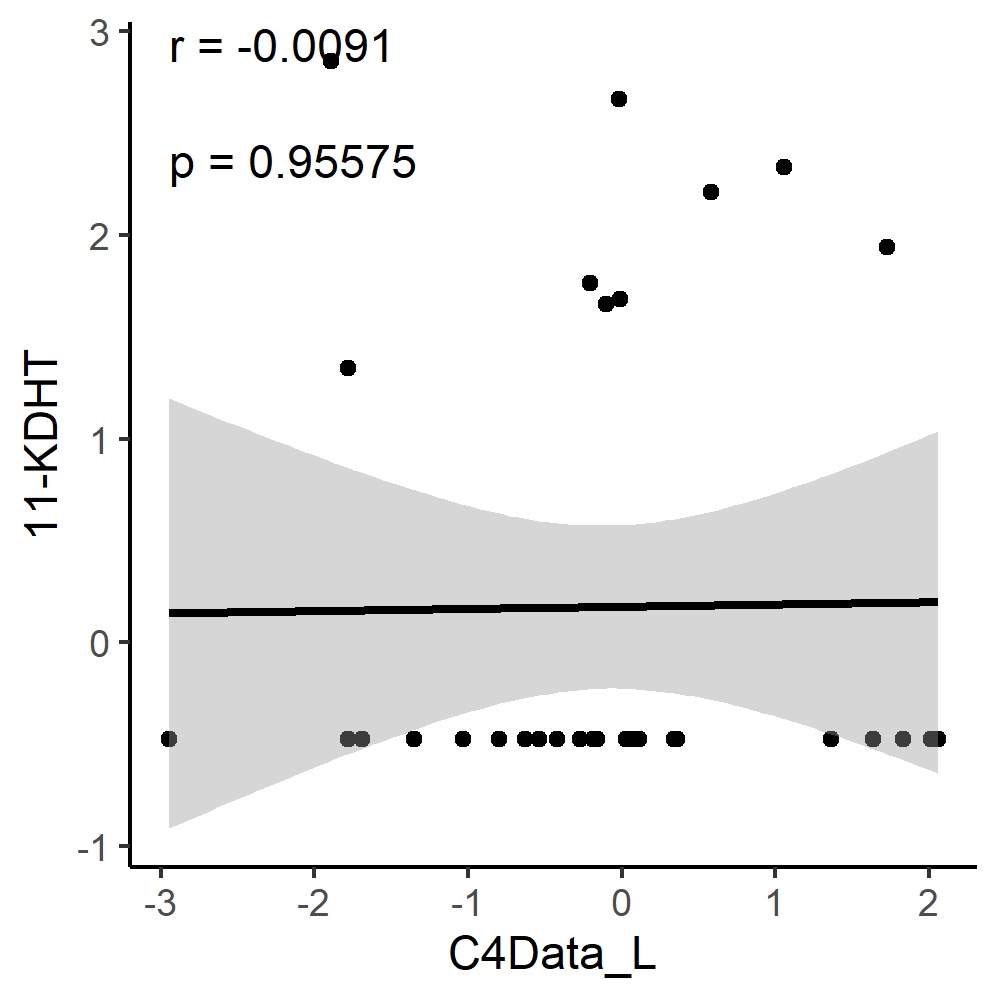 r = -0.0091
p = 0.95575
3
2
1
0
-1
11-KDHT
-3 -2 -1 0 1 2
C4Data_L